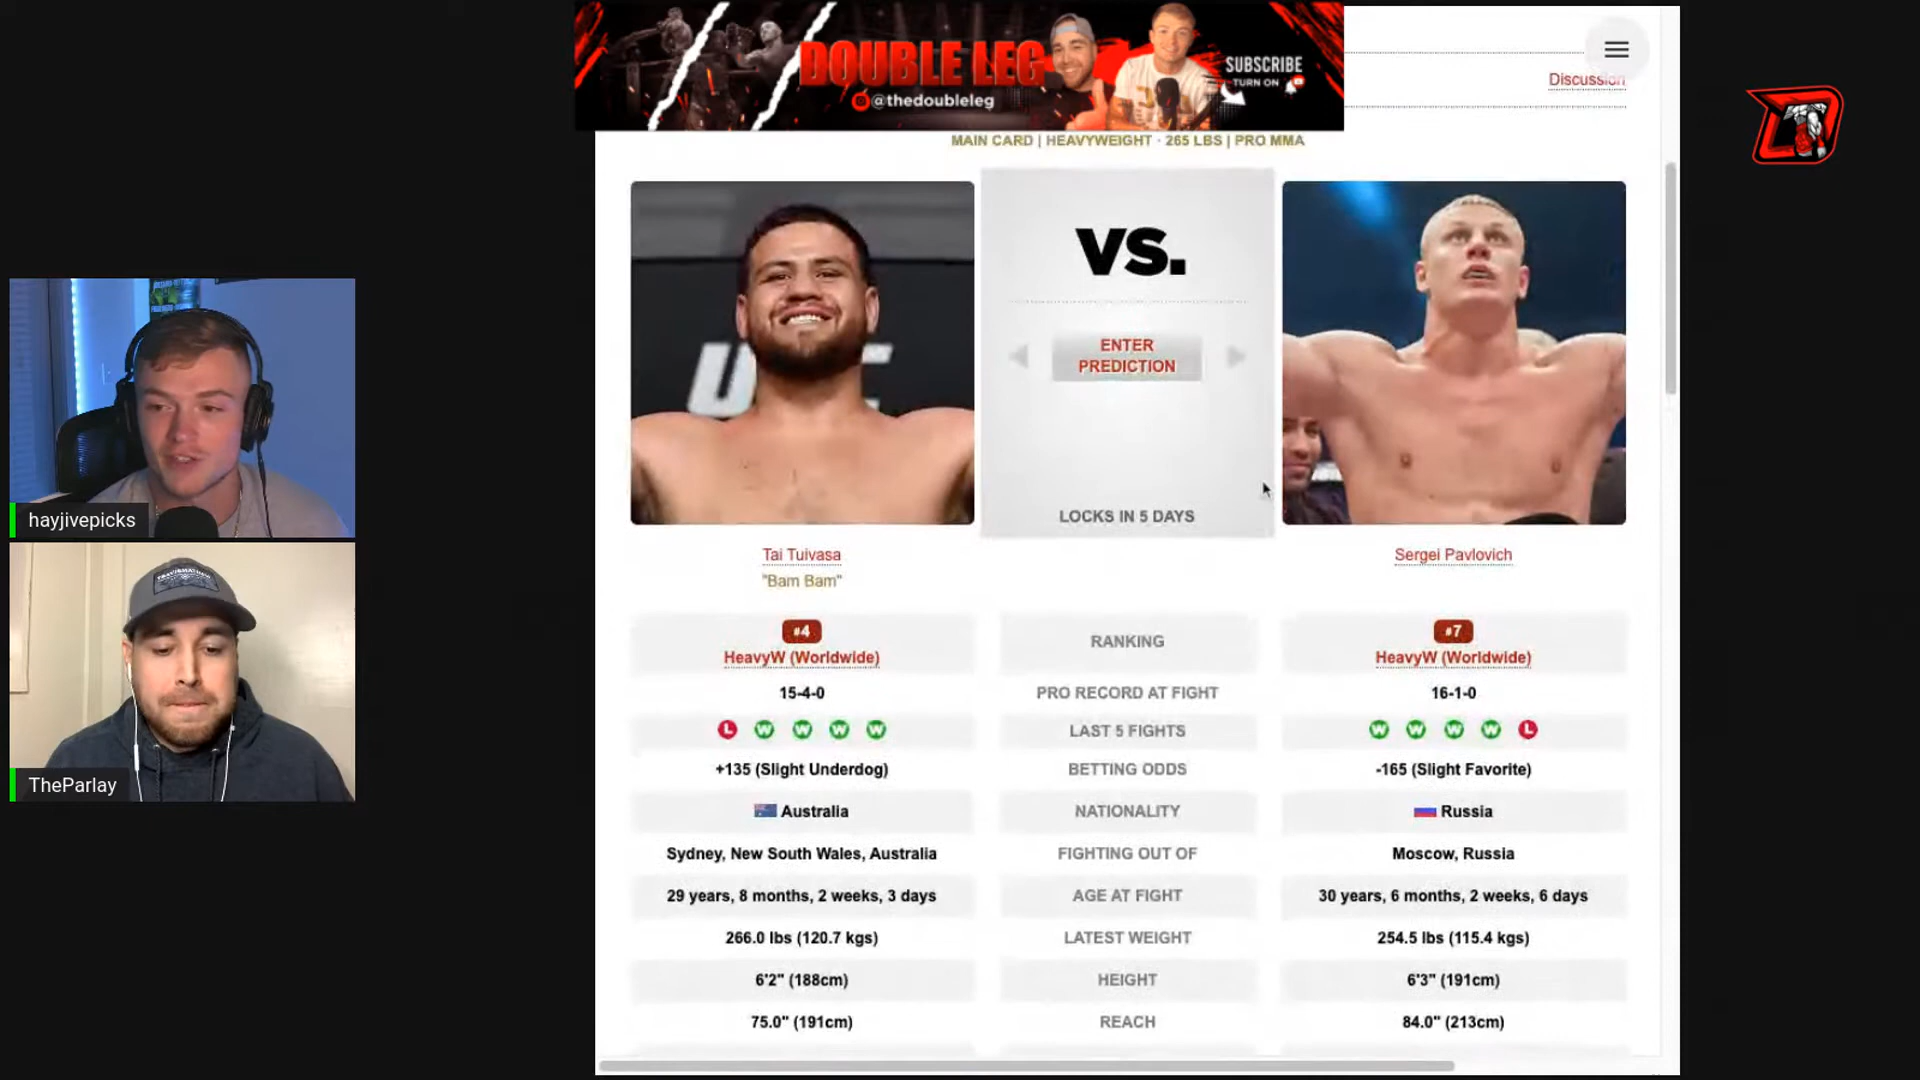 DOUBLE LEG
@thedoubleleg
SUBSCRIBE
TURN ON
Discussion
MAIN CARD | HEAVYWEIGHT · 265 LBS | PRO MMA
VS.
ENTER
PREDICTION
LOCKS IN 5 DAYS
Tai Tuivasa
Sergei Pavlovich
"Bam Bam"
#4 RANKING #7
HeavyW (Worldwide) HeavyW (Worldwide)
15-4-0 PRO RECORD AT FIGHT 16-1-0
L W W W W LAST 5 FIGHTS W W W W L
+135 (Slight Underdog) BETTING ODDS -165 (Slight Favorite)
Australia NATIONALITY Russia
Sydney, New South Wales, Australia FIGHTING OUT OF Moscow, Russia
29 years, 8 months, 2 weeks, 3 days AGE AT FIGHT 30 years, 6 months, 2 weeks, 6 days
266.0 lbs (120.7 kgs) LATEST WEIGHT 254.5 lbs (115.4 kgs)
6'2" (188cm) HEIGHT 6'3" (191cm)
75.0" (191cm) REACH 84.0" (213cm)
hayjivepicks
TheParlay